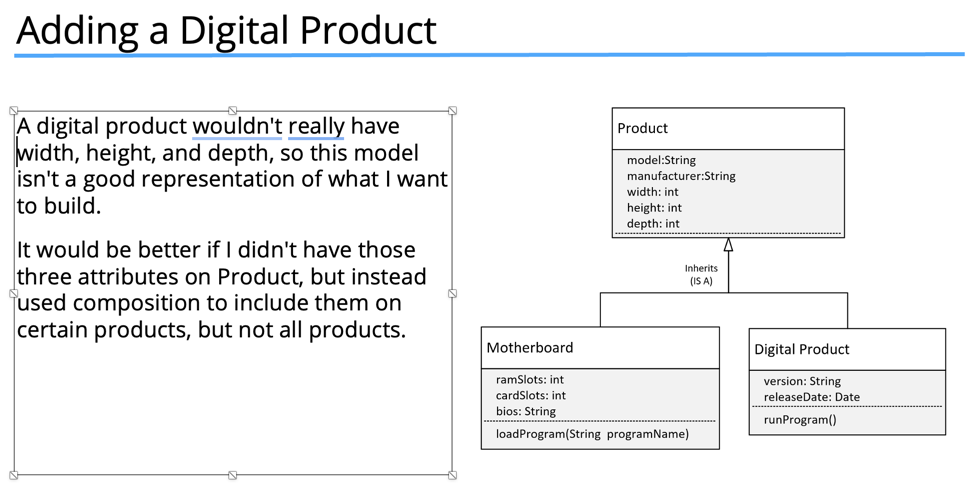 Adding a Digital Product
A digital product wouldn't really have
width, height, and depth, so this model
isn't a good representation of what I want
to build.
It would be better if I didn't have those
three attributes on Product, but instead
used composition to include them on
certain products, but not all products.
Product
model:String
manufacturer:String
width: int
height: int
depth: int
Inherits
(IS A)
Motherboard
ramSlots: int
cardSlots: int
bios: String
loadProgram(String programName)
Digital Product
version: String
releaseDate: Date
runProgram()